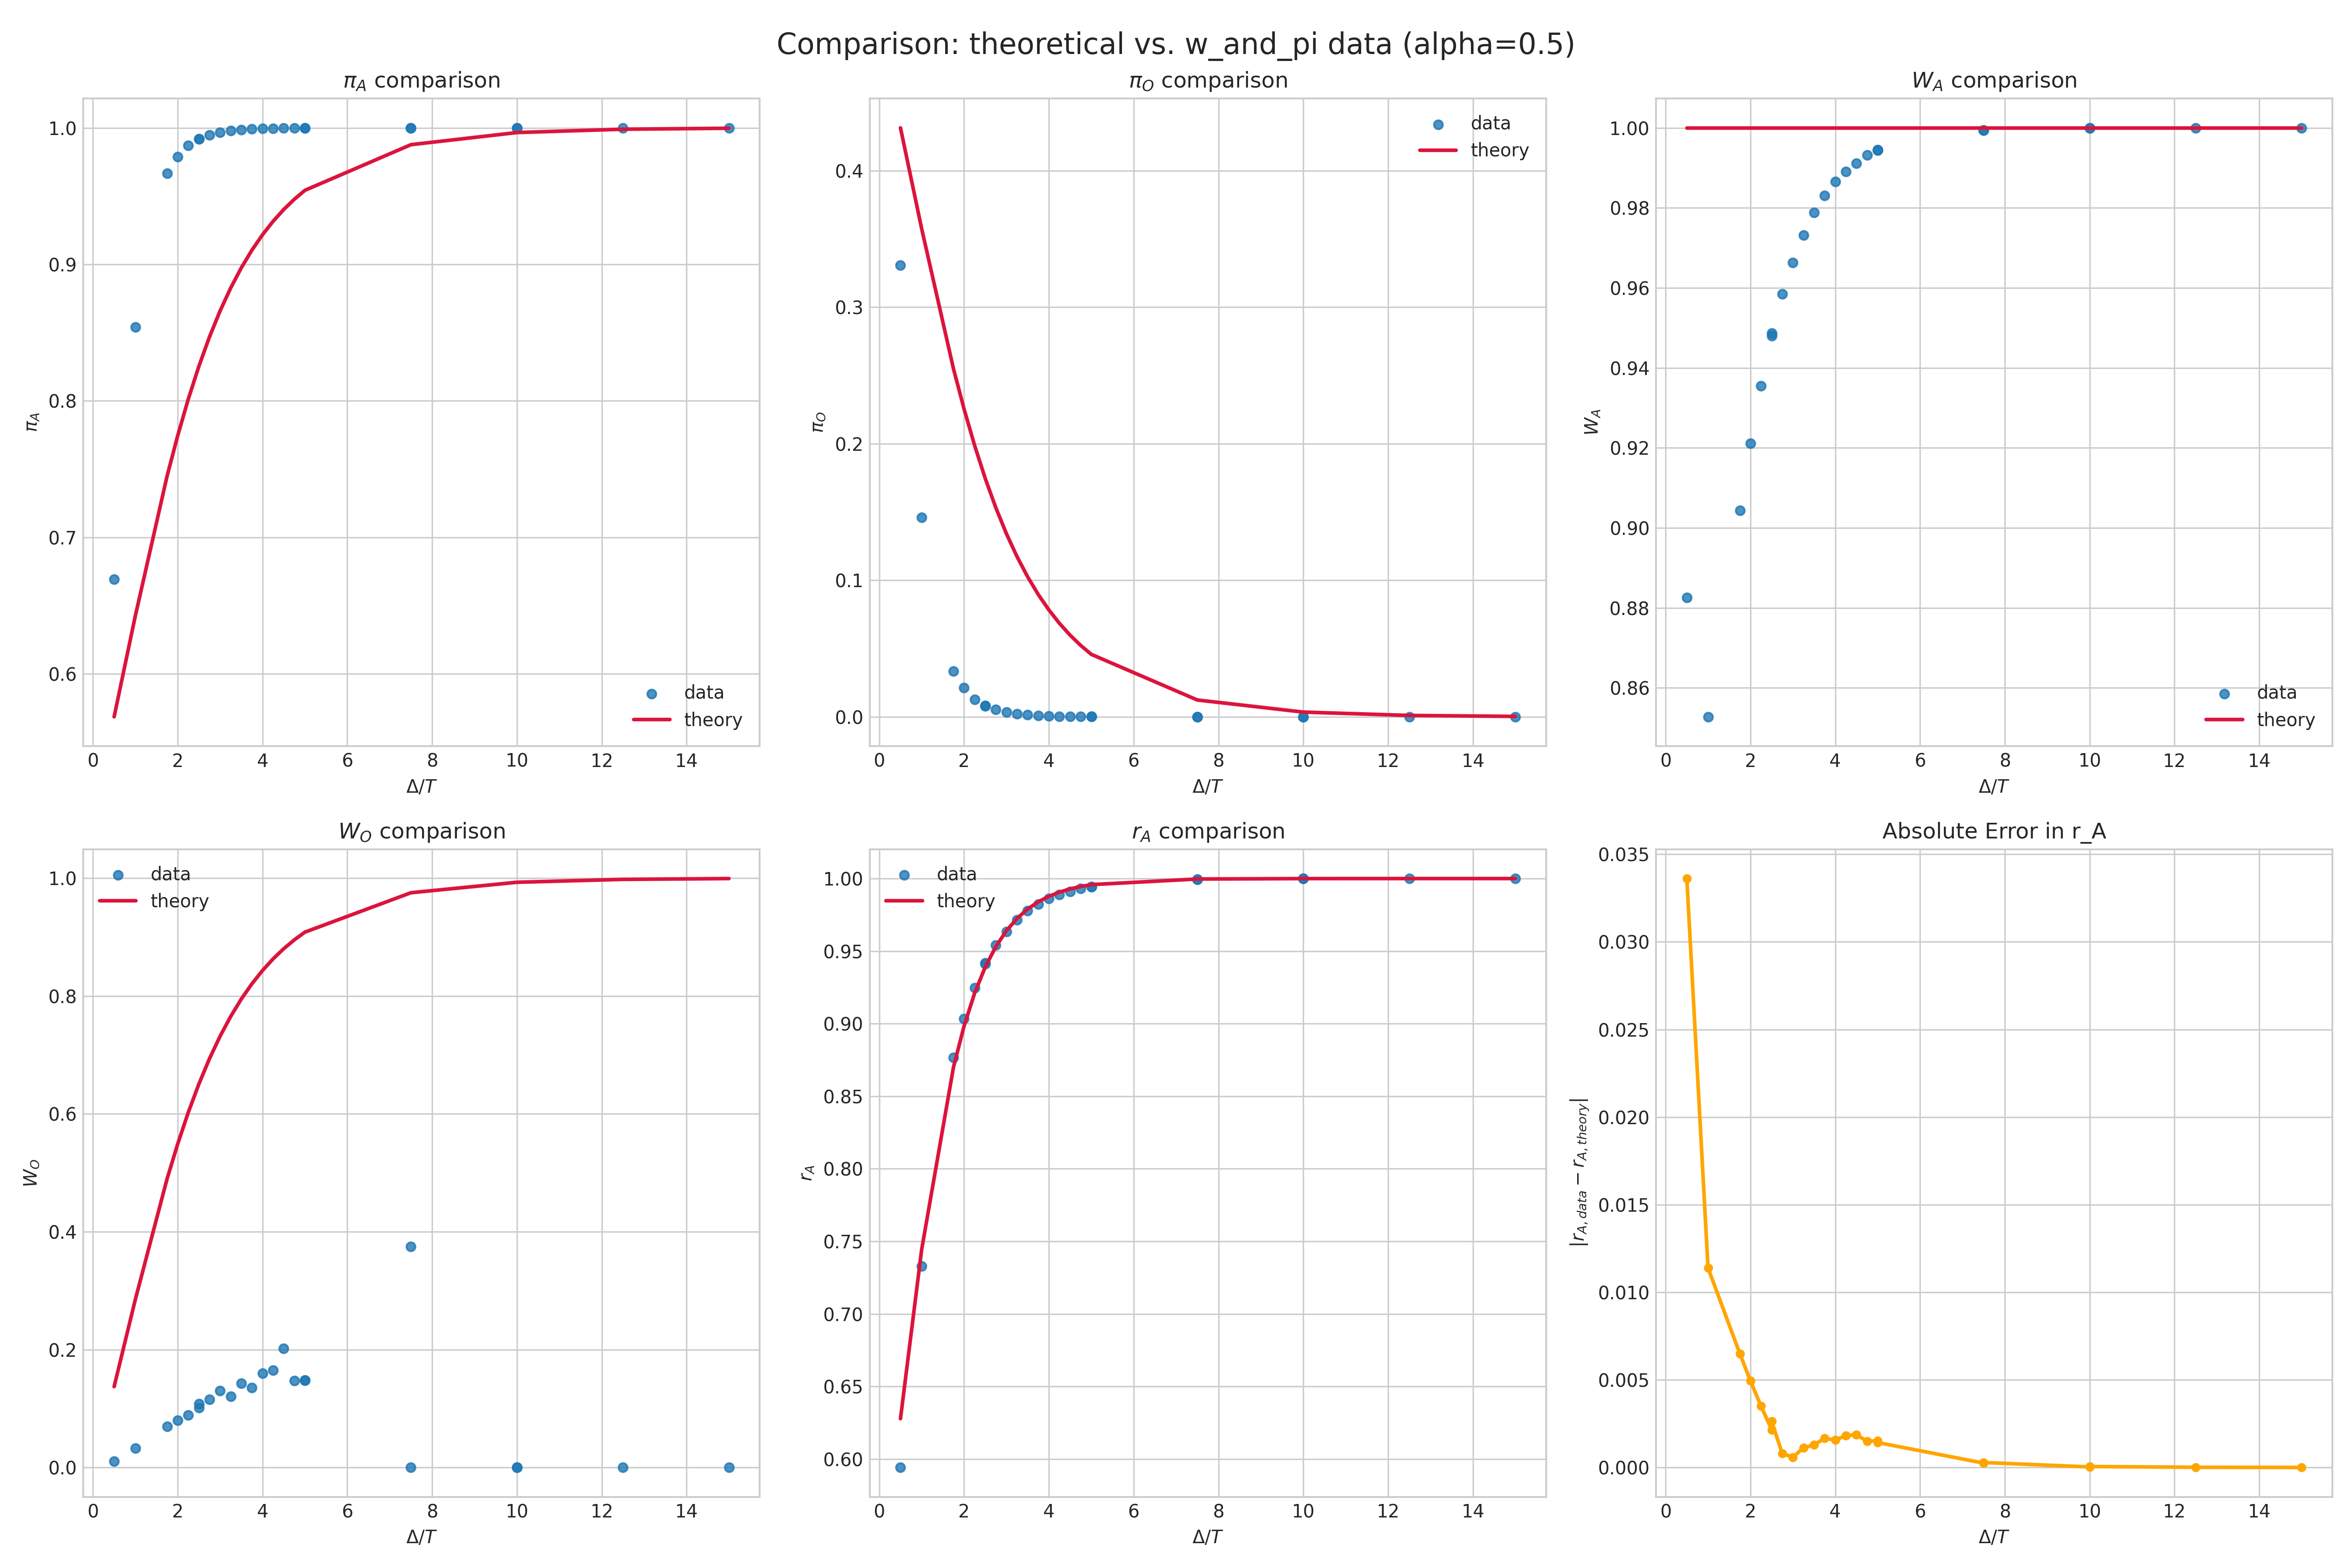 Comparison: theoretical vs. w_and_pi data (alpha=0.5)
π_A comparison
1.0
0.9
0.8
0.7
0.6
π_A
0 2 4 6 8 10 12 14
Δ/T
data
theory
π_O comparison
0.4
0.3
0.2
0.1
0.0
π_O
0 2 4 6 8 10 12 14
Δ/T
data
theory
W_A comparison
1.00
0.98
0.96
0.94
0.92
0.90
0.88
0.86
W_A
0 2 4 6 8 10 12 14
Δ/T
data
theory
W_O comparison
1.0
0.8
0.6
0.4
0.2
0.0
W_O
0 2 4 6 8 10 12 14
Δ/T
data
theory
r_A comparison
1.00
0.95
0.90
0.85
0.80
0.75
0.70
0.65
0.60
r_A
0 2 4 6 8 10 12 14
Δ/T
data
theory
Absolute Error in r_A
0.035
0.030
0.025
0.020
0.015
0.010
0.005
0.000
|r_{A,data} − r_{A,theory}|
0 2 4 6 8 10 12 14
Δ/T